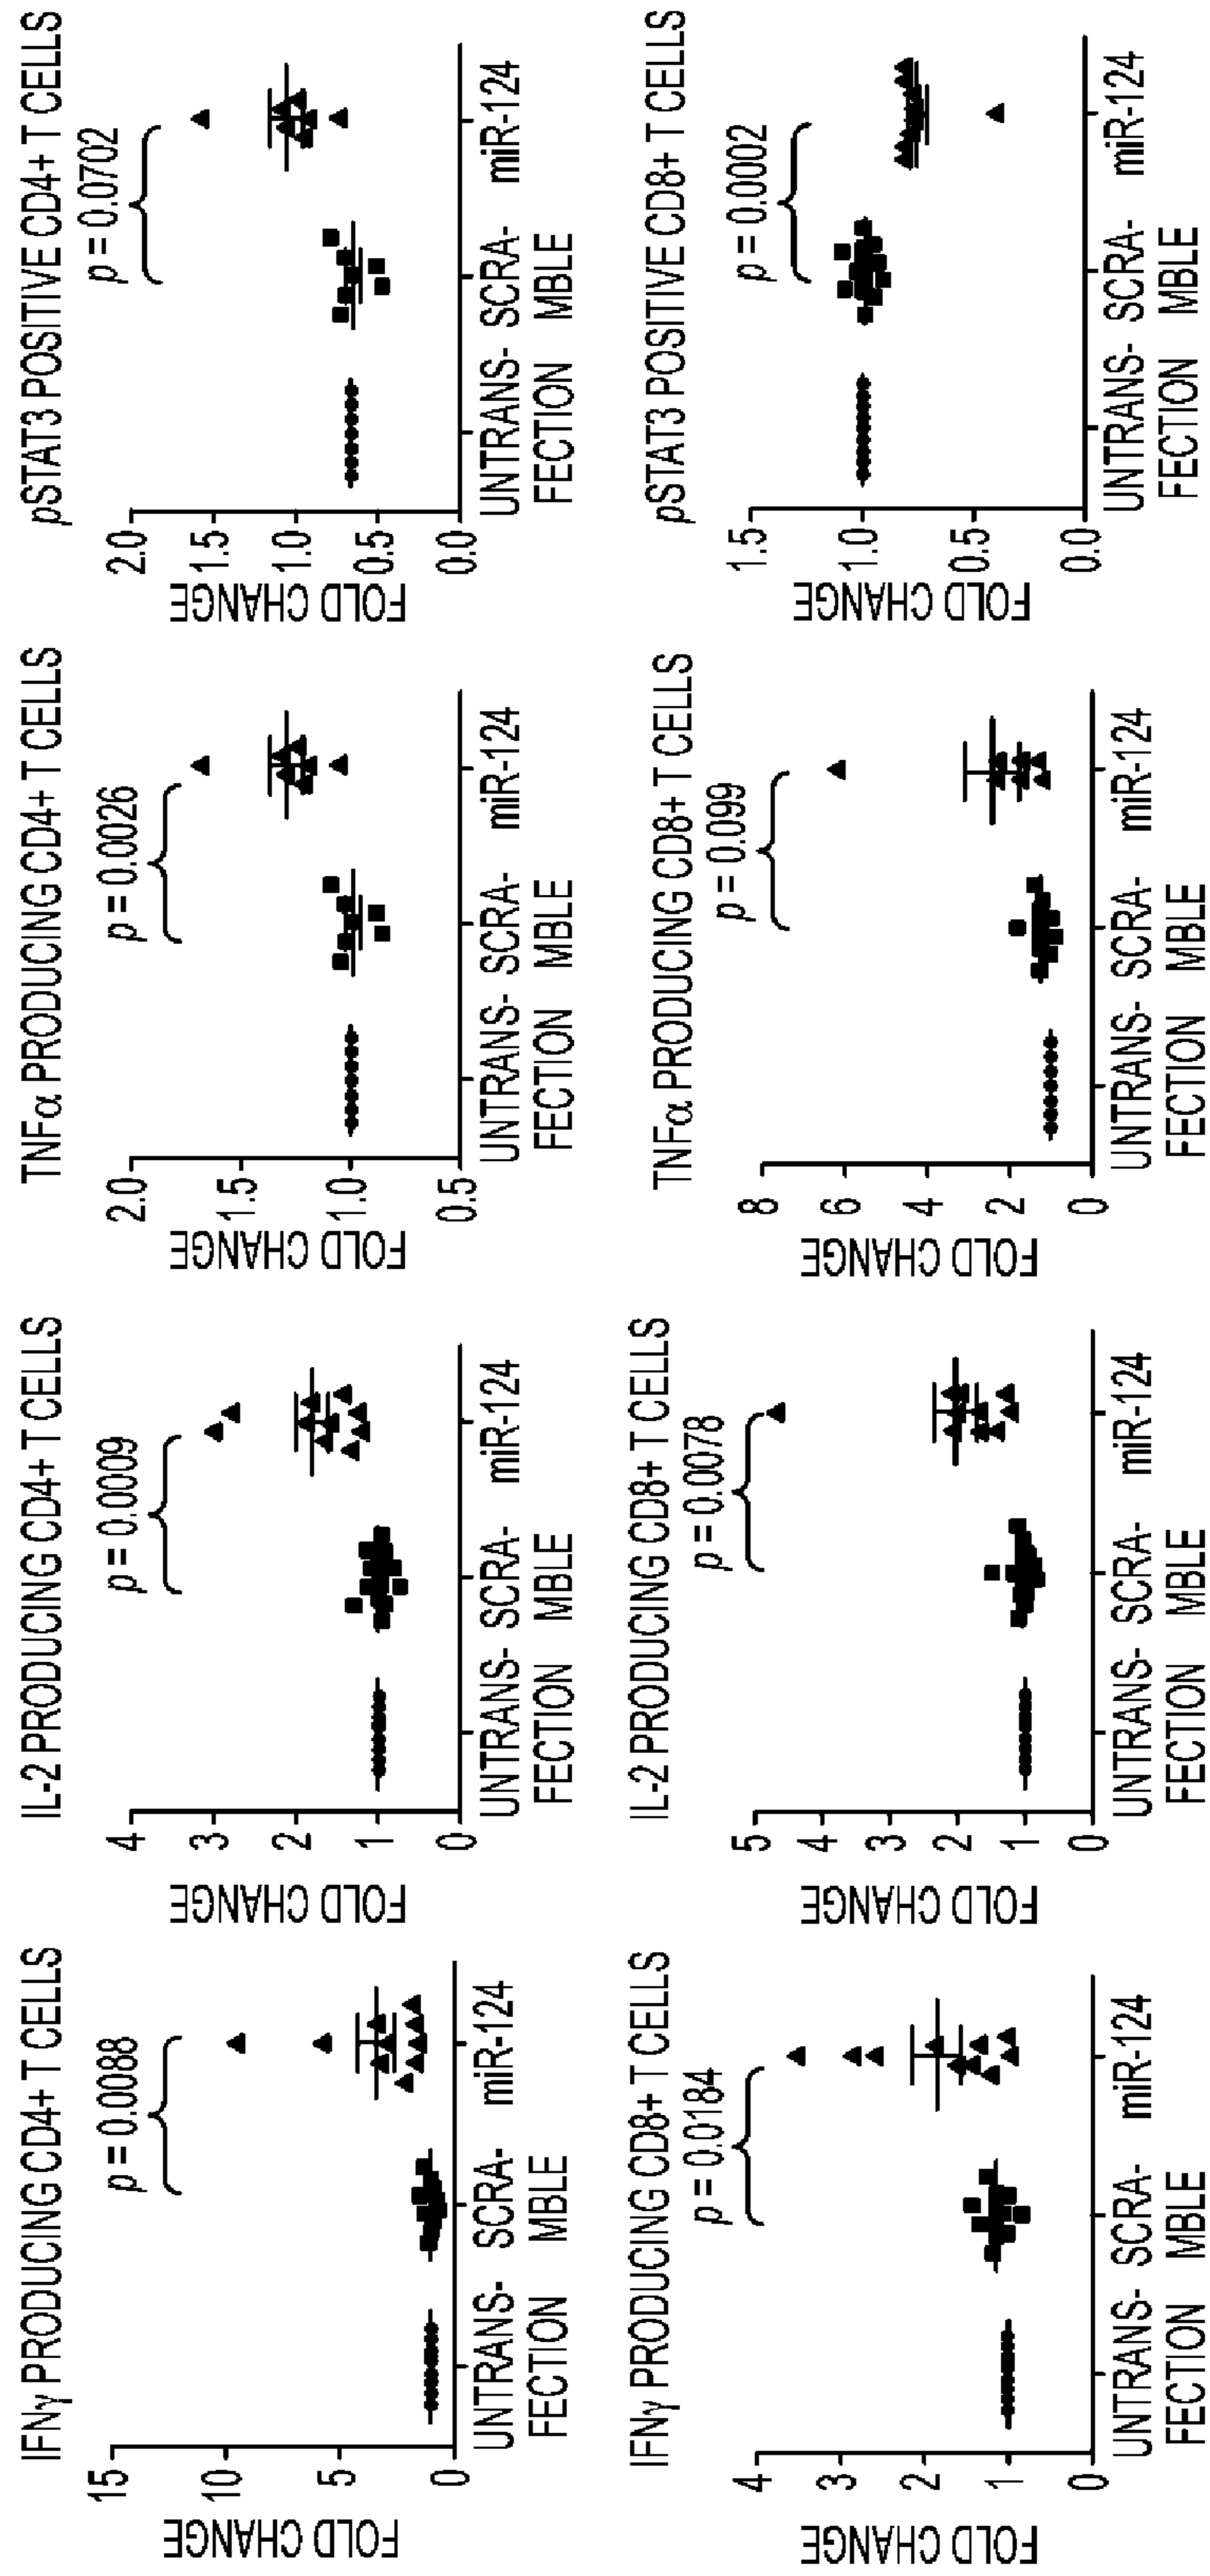 IFNγ PRODUCING CD4+ T CELLS
p = 0.0088
FOLD CHANGE
15
10
5
0
UNTRANS- SCRA- miR-124
FECTION MBLE
IL-2 PRODUCING CD4+ T CELLS
p = 0.0009
FOLD CHANGE
4
3
2
1
0
UNTRANS- SCRA- miR-124
FECTION MBLE
TNFα PRODUCING CD4+ T CELLS
p = 0.0026
FOLD CHANGE
2.0
1.5
1.0
0.5
UNTRANS- SCRA- miR-124
FECTION MBLE
pSTAT3 POSITIVE CD4+ T CELLS
p = 0.0702
FOLD CHANGE
2.0
1.5
1.0
0.5
0.0
UNTRANS- SCRA- miR-124
FECTION MBLE
IFNγ PRODUCING CD8+ T CELLS
p = 0.0184
FOLD CHANGE
4
3
2
1
0
UNTRANS- SCRA- miR-124
FECTION MBLE
IL-2 PRODUCING CD8+ T CELLS
p = 0.0078
FOLD CHANGE
5
4
3
2
1
0
UNTRANS- SCRA- miR-124
FECTION MBLE
TNFα PRODUCING CD8+ T CELLS
p = 0.099
FOLD CHANGE
8
6
4
2
0
UNTRANS- SCRA- miR-124
FECTION MBLE
pSTAT3 POSITIVE CD8+ T CELLS
p = 0.0002
FOLD CHANGE
1.5
1.0
0.5
0.0
UNTRANS- SCRA- miR-124
FECTION MBLE